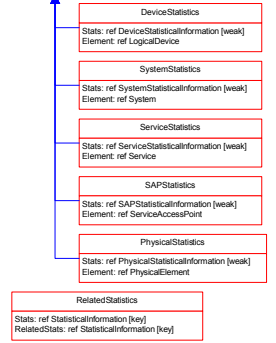 DeviceStatistics
Stats: ref DeviceStatisticalInformation [weak]
Element: ref LogicalDevice
SystemStatistics
Stats: ref SystemStatisticalInformation [weak]
Element: ref System
ServiceStatistics
Stats: ref ServiceStatisticalInformation [weak]
Element: ref Service
SAPStatistics
Stats: ref SAPStatisticalInformation [weak]
Element: ref ServiceAccessPoint
PhysicalStatistics
Stats: ref PhysicalStatisticalInformation [weak]
Element: ref PhysicalElement
RelatedStatistics
Stats: ref StatisticalInformation [key]
RelatedStats: ref StatisticalInformation [key]